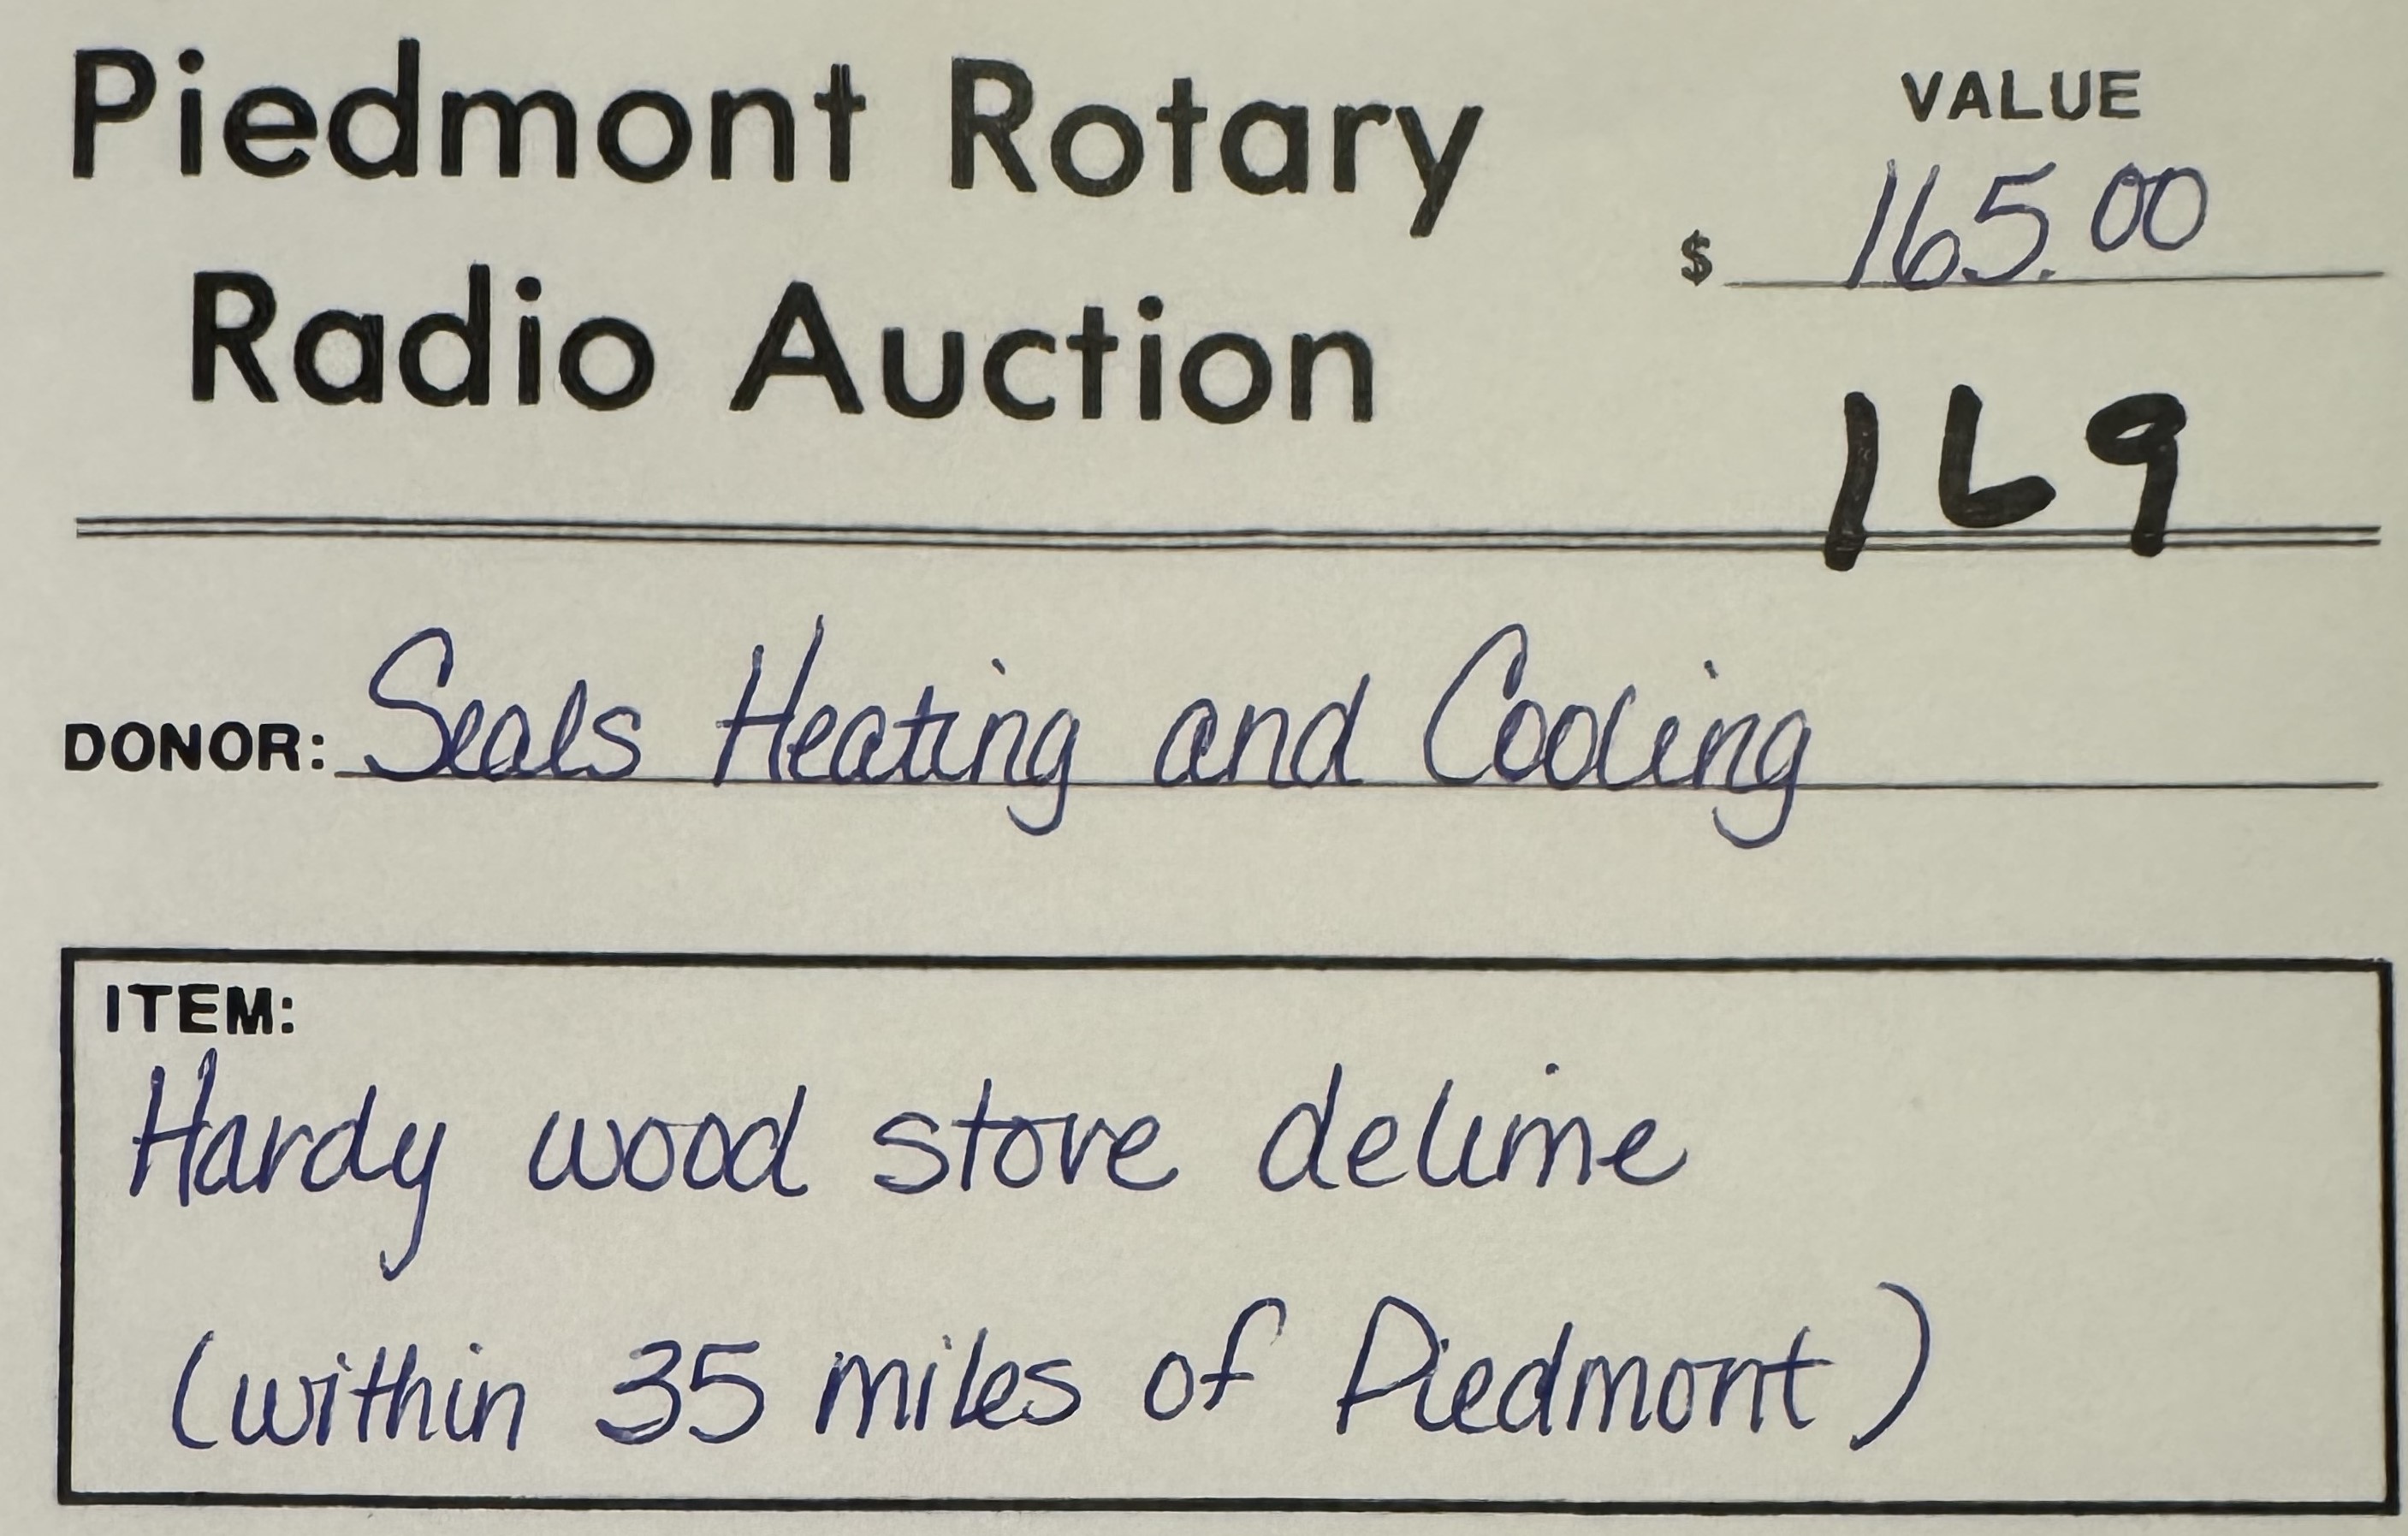 Piedmont Rotary
Radio Auction
VALUE
$ 165.00
169
DONOR: Seals Heating and Cooling
ITEM:
Hardy wood stove delime
(within 35 miles of Piedmont)